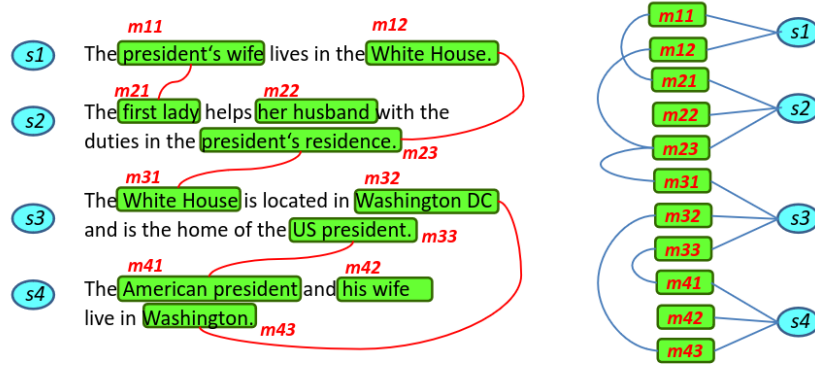 m11 m12
s1 The president‘s wife lives in the White House.
m21 m22
s2 The first lady helps her husband with the
duties in the president‘s residence.
m23
m31 m32
s3 The White House is located in Washington DC
and is the home of the US president. m33
m41 m42
s4 The American president and his wife
live in Washington. m43
m11
s1
m12
m21
s2
m22
m23
m31
m32
s3
m33
m41
m42
s4
m43